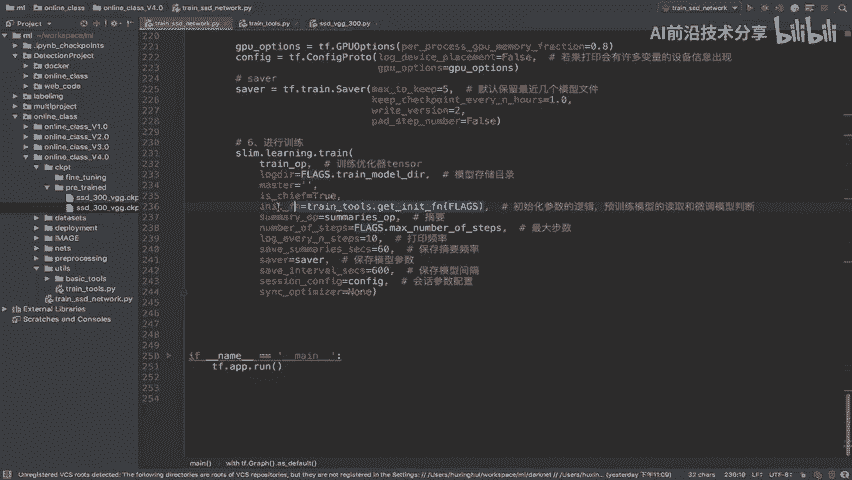 ml
online_class
online_class_V4.0
train_ssd_network.py
train_ssd_network
AI前沿技术分享 bilibili
Project
train_ssd_network.py
train_tools.py
ssd_vgg_300.py
ml ~/workspace/ml
.ipynb_checkpoints
DetectionProject
docker
online_class
web_code
labelimg
multiproject
online_class
online_class_V1.0
online_class_V2.0
online_class_V3.0
online_class_V4.0
ckpt
fine_tuning
pre_trained
ssd_300_vgg.ckp
ssd_300_vgg.ckp
datasets
deployment
IMAGE
nets
preprocessing
utils
basic_tools
train_tools.py
train_ssd_network.py
External Libraries
Scratches and Consoles
220
221 gpu_options = tf.GPUOptions(per_process_gpu_memory_fraction=0.8)
222 config = tf.ConfigProto(log_device_placement=False, # 若果打印会有许多变量的设备信息出现
223 gpu_options=gpu_options)
224 # saver
225 saver = tf.train.Saver(max_to_keep=5, # 默认保留最近几个模型文件
226 keep_checkpoint_every_n_hours=1.0,
227 write_version=2,
228 pad_step_number=False)
229
230 # 6、进行训练
231 slim.learning.train(
232 train_op, # 训练优化器tensor
233 logdir=FLAGS.train_model_dir, # 模型存储目录
234 master='',
235 is_chief=True,
236 init_fn=train_tools.get_init_fn(FLAGS), # 初始化参数的逻辑，预训练模型的读取和微调模型判断
237 summary_op=summaries_op, # 摘要
238 number_of_steps=FLAGS.max_number_of_steps, # 最大步数
239 log_every_n_steps=10, # 打印频率
240 save_summaries_secs=60, # 保存摘要频率
241 saver=saver, # 保存模型参数
242 save_interval_secs=600, # 保存模型间隔
243 session_config=config, # 会话参数配置
244 sync_optimizer=None)
245
246
247
248
249
250 if __name__ == '__main__':
251 tf.app.run()
252
253
254
main()
with tf.Graph().as_default()
Unregistered VCS roots detected: The following directories are roots of VCS repositories, but they are not registered in the Settings: // /Users/huxinghui/workspace/ml/darknet // /Users/huxin... (yesterday 下午11:09)
32 chars
236:10
LF
UTF-8